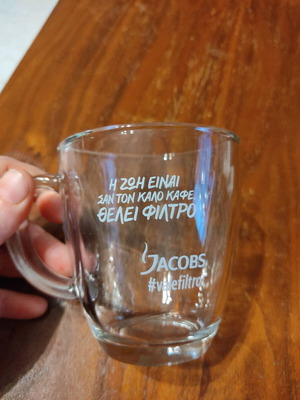 Η ΖΩΗ ΕΙΝΑΙ
ΣΑΝ ΤΟΝ ΚΑΛΟ ΚΑΦΕ
ΘΕΛΕΙ ΦΙΛΤΡΟ
JACOBS